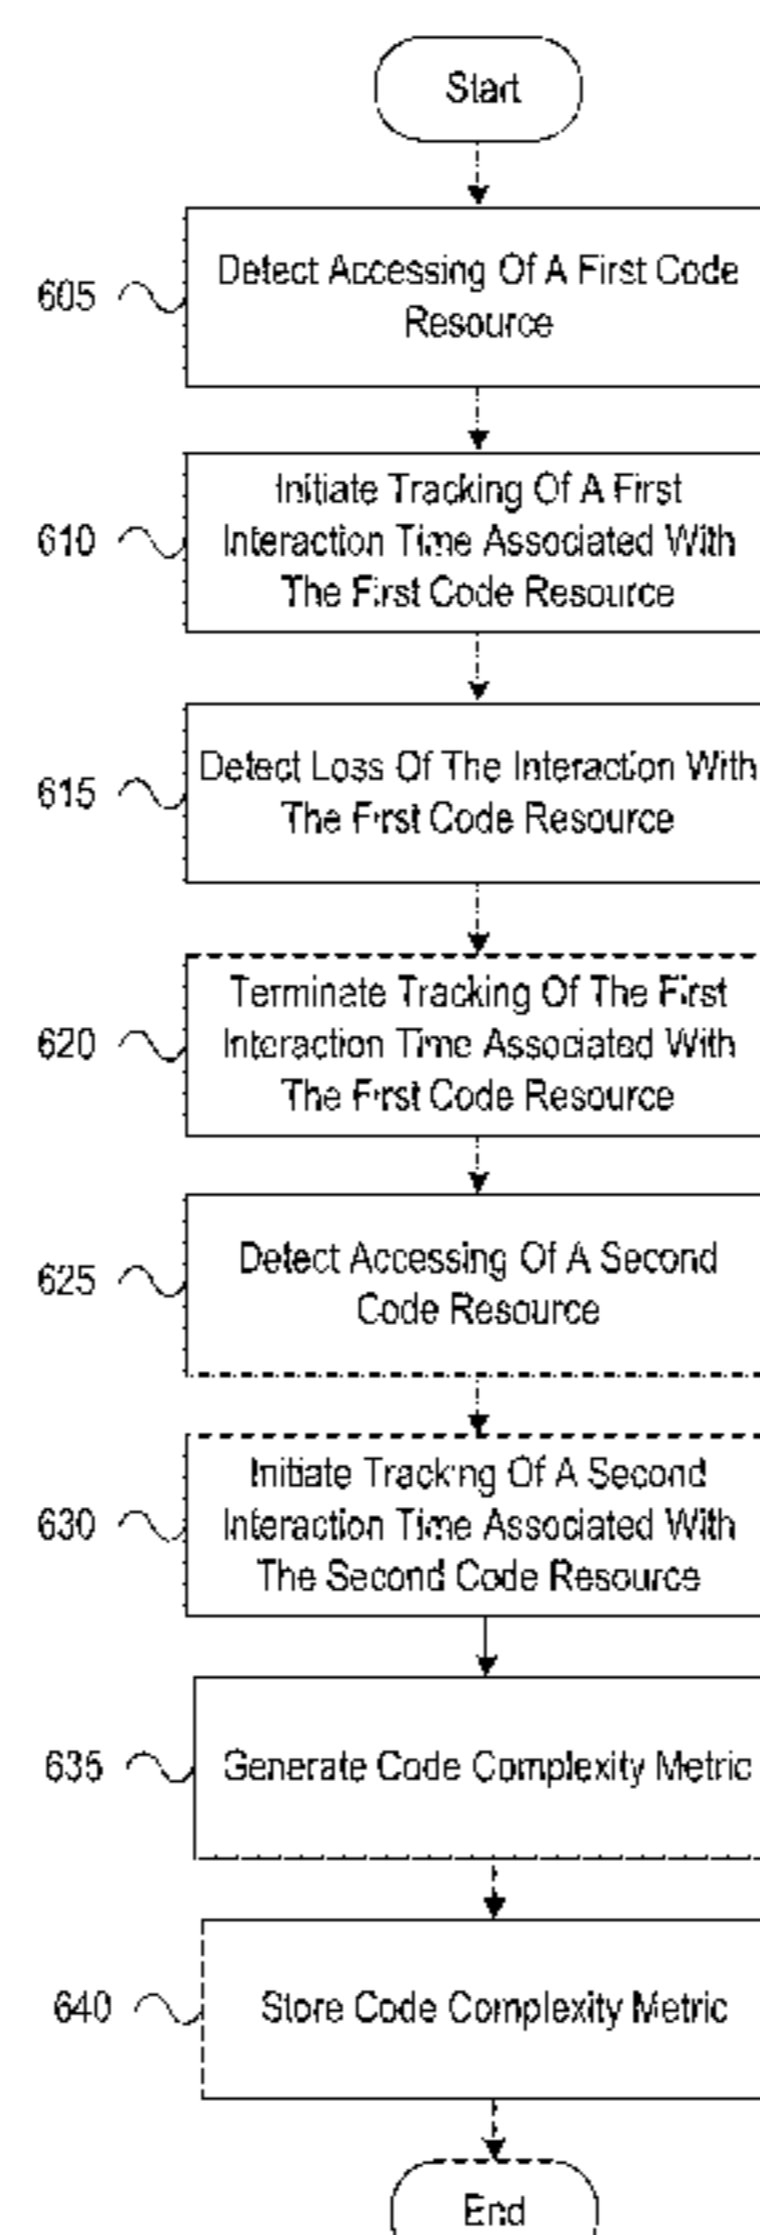 Start
605
Detect Accessing Of A First Code
Resource
610
Initiate Tracking Of A First
Interaction Time Associated With
The First Code Resource
615
Detect Loss Of The Interaction With
The First Code Resource
620
Terminate Tracking Of The First
Interaction Time Associated With
The First Code Resource
625
Detect Accessing Of A Second
Code Resource
630
Initiate Tracking Of A Second
Interaction Time Associated With
The Second Code Resource
635
Generate Code Complexity Metric
640
Store Code Complexity Metric
End